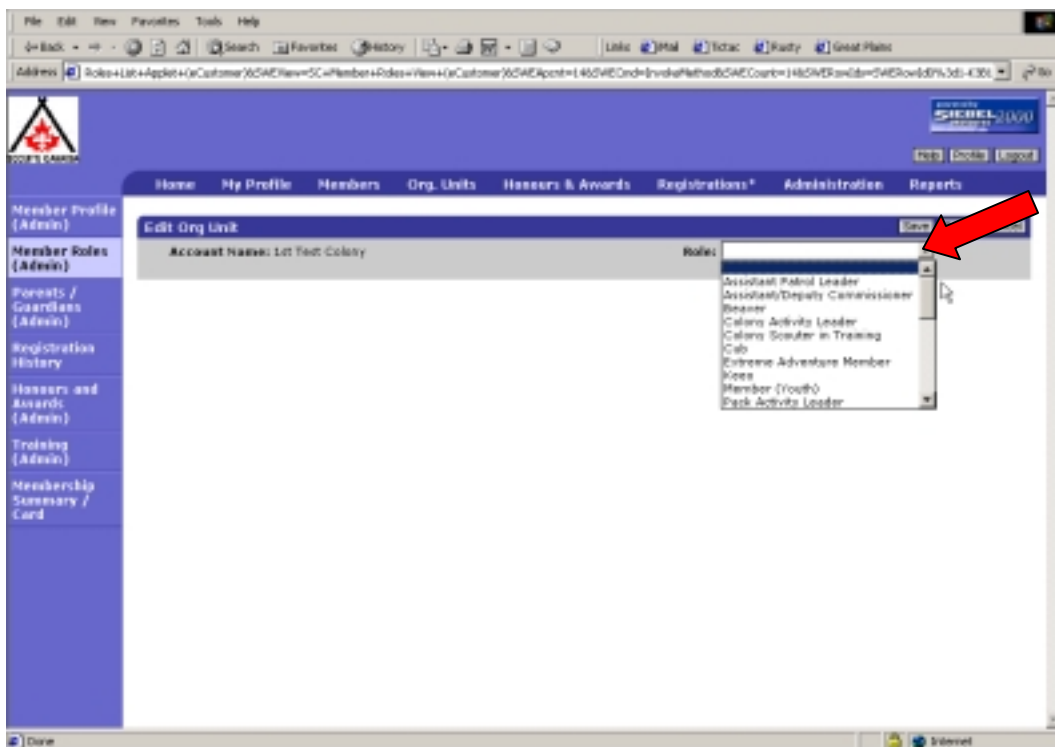 File Edit View Favorites Tools Help
Back Search Favorites History Links Mail Tictac Rusty Great Plains
Address
SIEBEL 2000
SCOUTS CANADA
Help Profile Logout
Home My Profile Members Org. Units Honours & Awards Registrations* Administration Reports
Member Profile
(Admin)
Member Roles
(Admin)
Parents /
Guardians
(Admin)
Registration
History
Honours and
Awards
(Admin)
Training
(Admin)
Membership
Summary /
Card
Edit Org Unit
Save
Account Name: 1st Test Colony
Role:
Assistant Patrol Leader
Assistant/Deputy Commissioner
Beaver
Colony Activity Leader
Colony Scouter in Training
Cub
Extreme Adventure Member
Keeo
Member (Youth)
Pack Activity Leader
Done
Internet